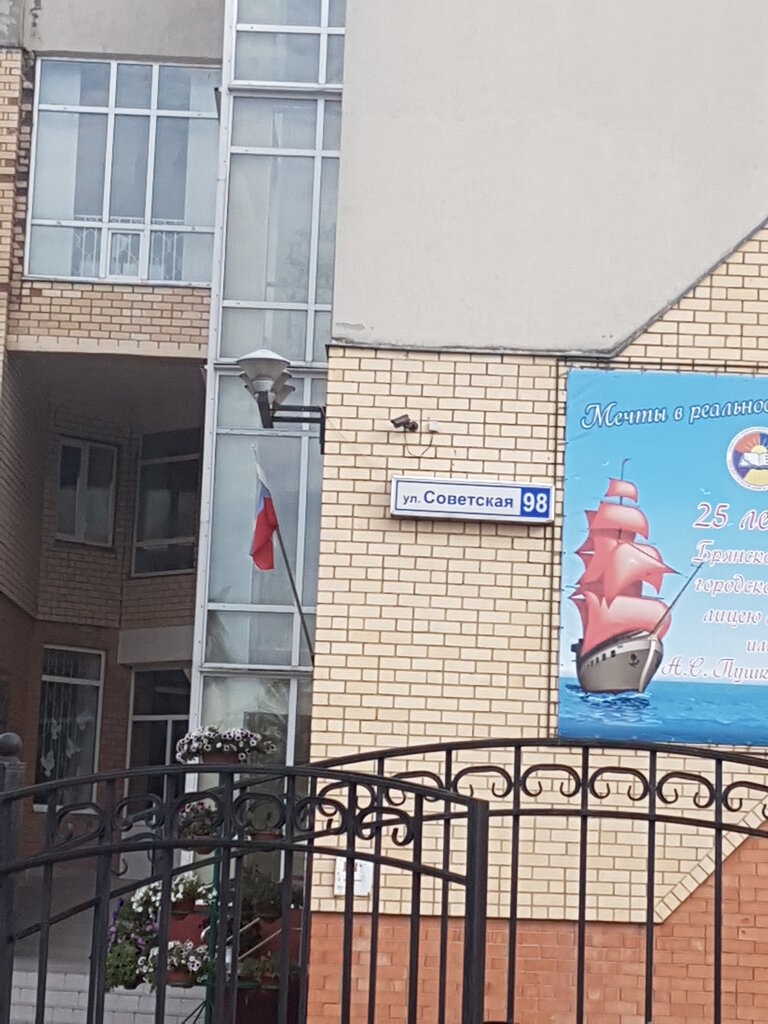 ул. Советская 98
Мечты в реальнос
25 ле
Брянско
городско
лицею
им
А.С. Пушк